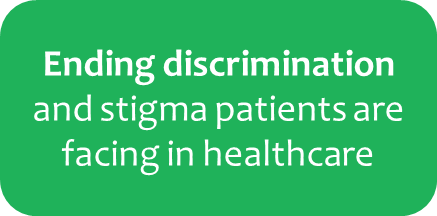 Ending discrimination
and stigma patients are
facing in healthcare